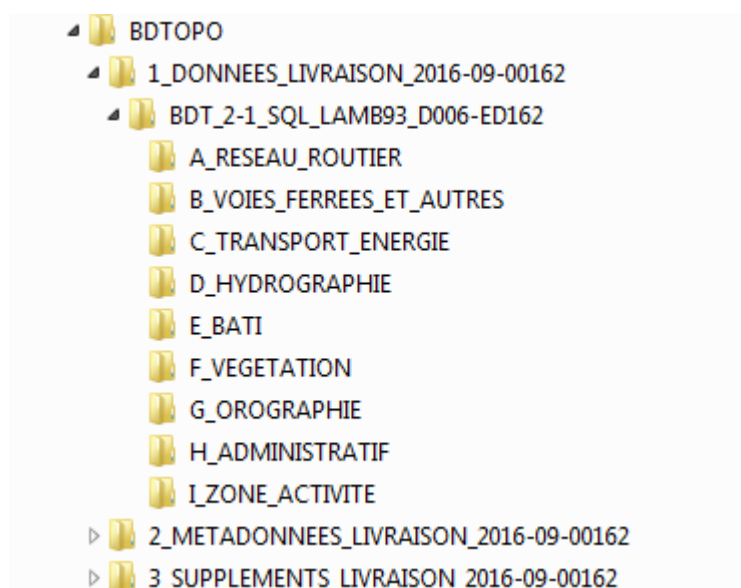 BDTOPO
1_DONNEES_LIVRAISON_2016-09-00162
BDT_2-1_SQL_LAMB93_D006-ED162
A_RESEAU_ROUTIER
B_VOIES_FERREES_ET_AUTRES
C_TRANSPORT_ENERGIE
D_HYDROGRAPHIE
E_BATI
F_VEGETATION
G_OROGRAPHIE
H_ADMINISTRATIF
I_ZONE_ACTIVITE
2_METADONNEES_LIVRAISON_2016-09-00162
3_SUPPLEMENTS_LIVRAISON_2016-09-00162